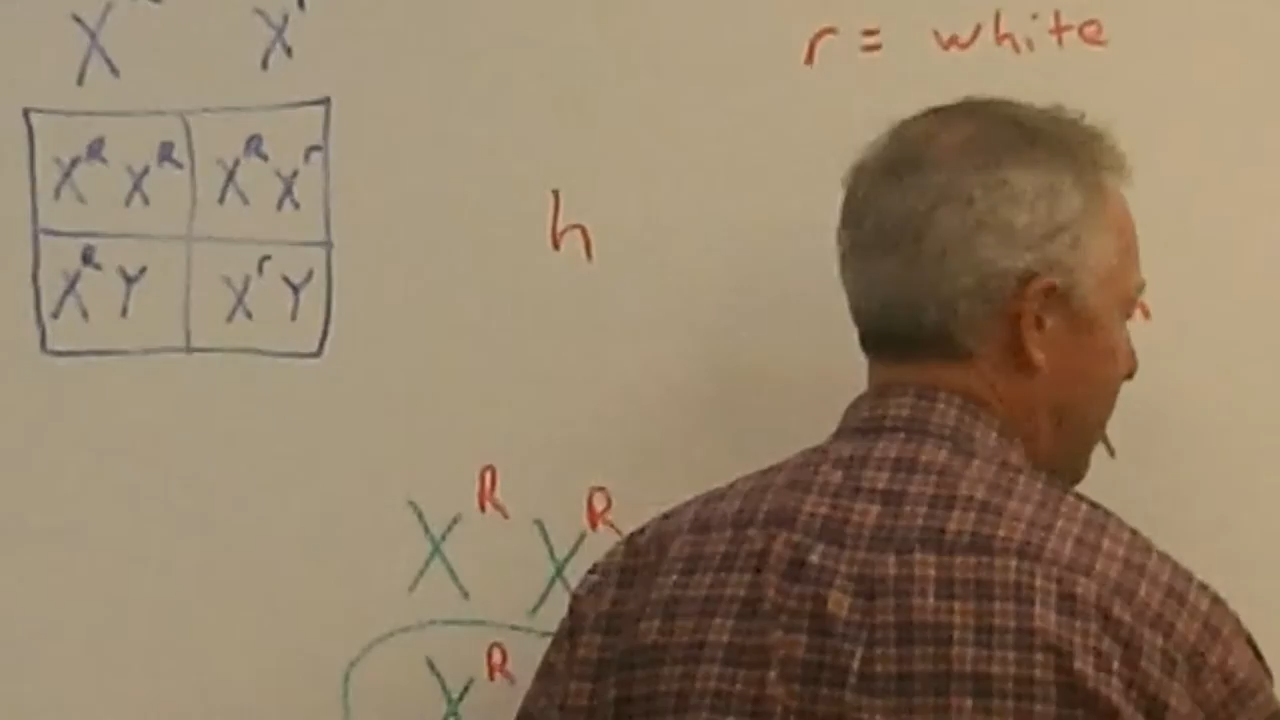 X X^r
r = white
X^R X^R X^R X^r
X^R Y X^r Y
h
X^R X^R
X^R